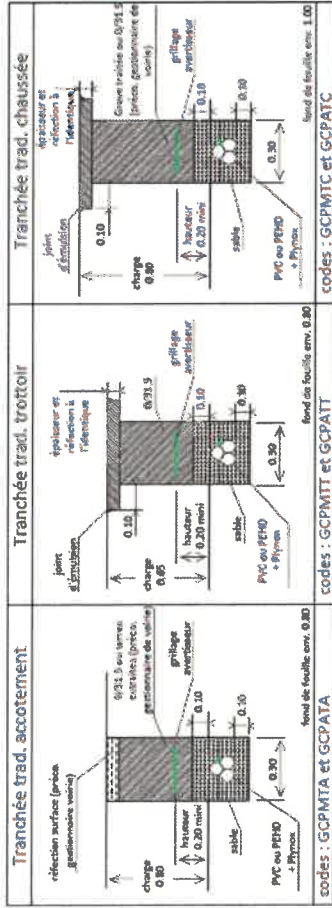 Tranchée trad. accotement
réfection surface (préco. gestionnaire voirie)
0/31.5 ou terres
extraites (préco.
gestionnaire de voirie)
charge
0.80
grillage
avertisseur
hauteur
0.20 mini
0.10
0.10
sable
0.30
PVC ou PEHD
+ Plynox
fond de fouille env. 0.80
codes : GCPMTA et GCPATA
Tranchée trad. trottoir
joint
d'émulsion
épaisseur et
réfection à
l'identique
0.10
0/31.5
charge
0.65
grillage
avertisseur
hauteur
0.20 mini
0.10
sable
0.30
PVC ou PEHD
+ Plynox
fond de fouille env. 0.80
codes : GCPMTT et GCPATT
Tranchée trad. chaussée
joint
d'émulsion
épaisseur et
réfection à
l'identique
0.10
Grave traitée ou 0/31.5
(préco. gestionnaire de
voirie)
charge
0.80
grillage
avertisseur
hauteur
0.20 mini
0.10
0.10
sable
0.30
PVC ou PEHD
+ Plynox
fond de fouille env. 1.00
codes : GCPMTC et GCPATC